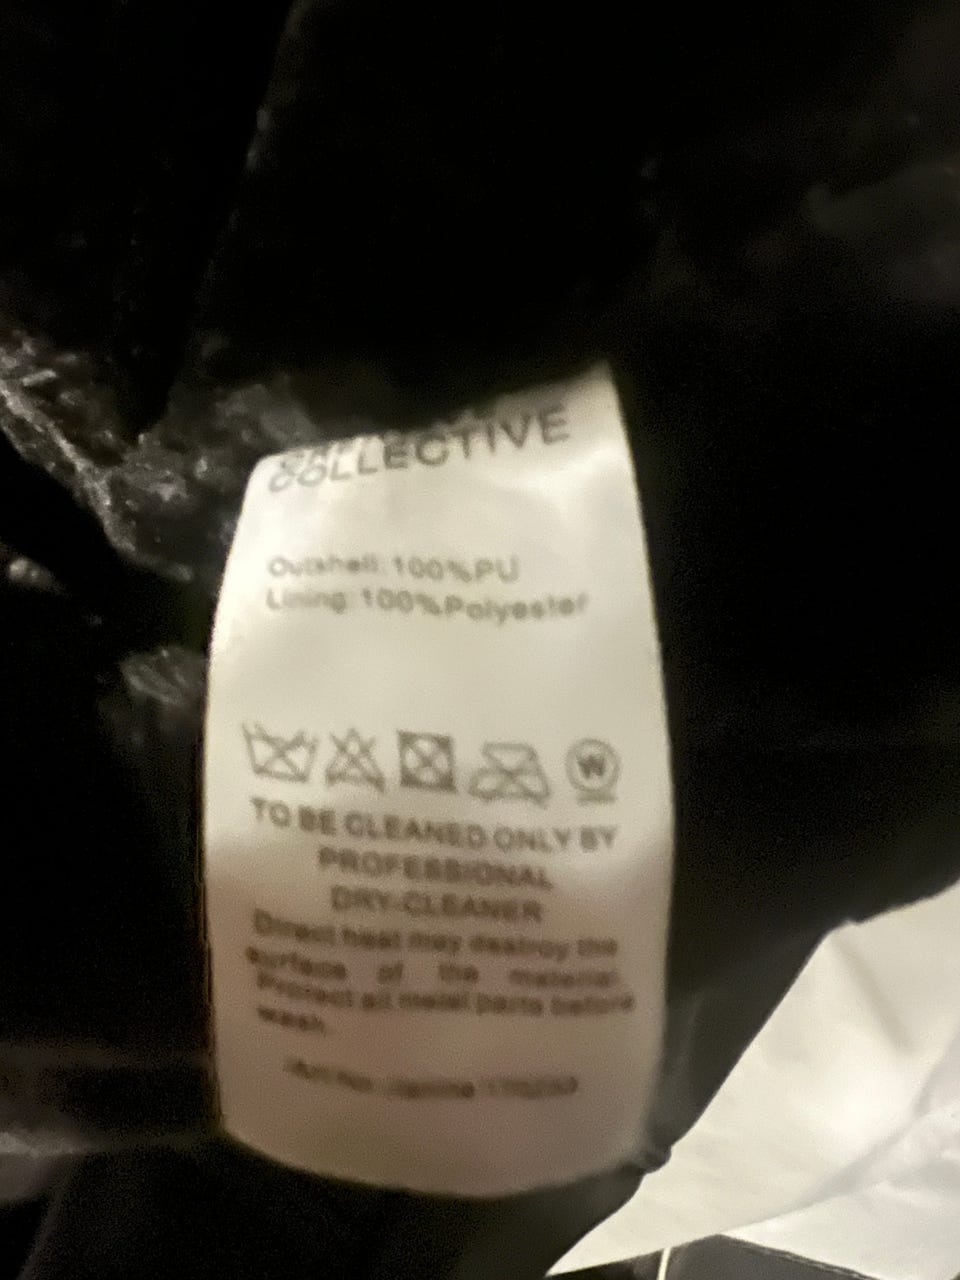 COLLECTIVE
Outshell:100%PU
Lining:100%Polyester
W
TO BE CLEANED ONLY BY
PROFESSIONAL
DRY-CLEANER
Direct heat may destroy the
surface of the material.
Protect all metal parts before
wash.